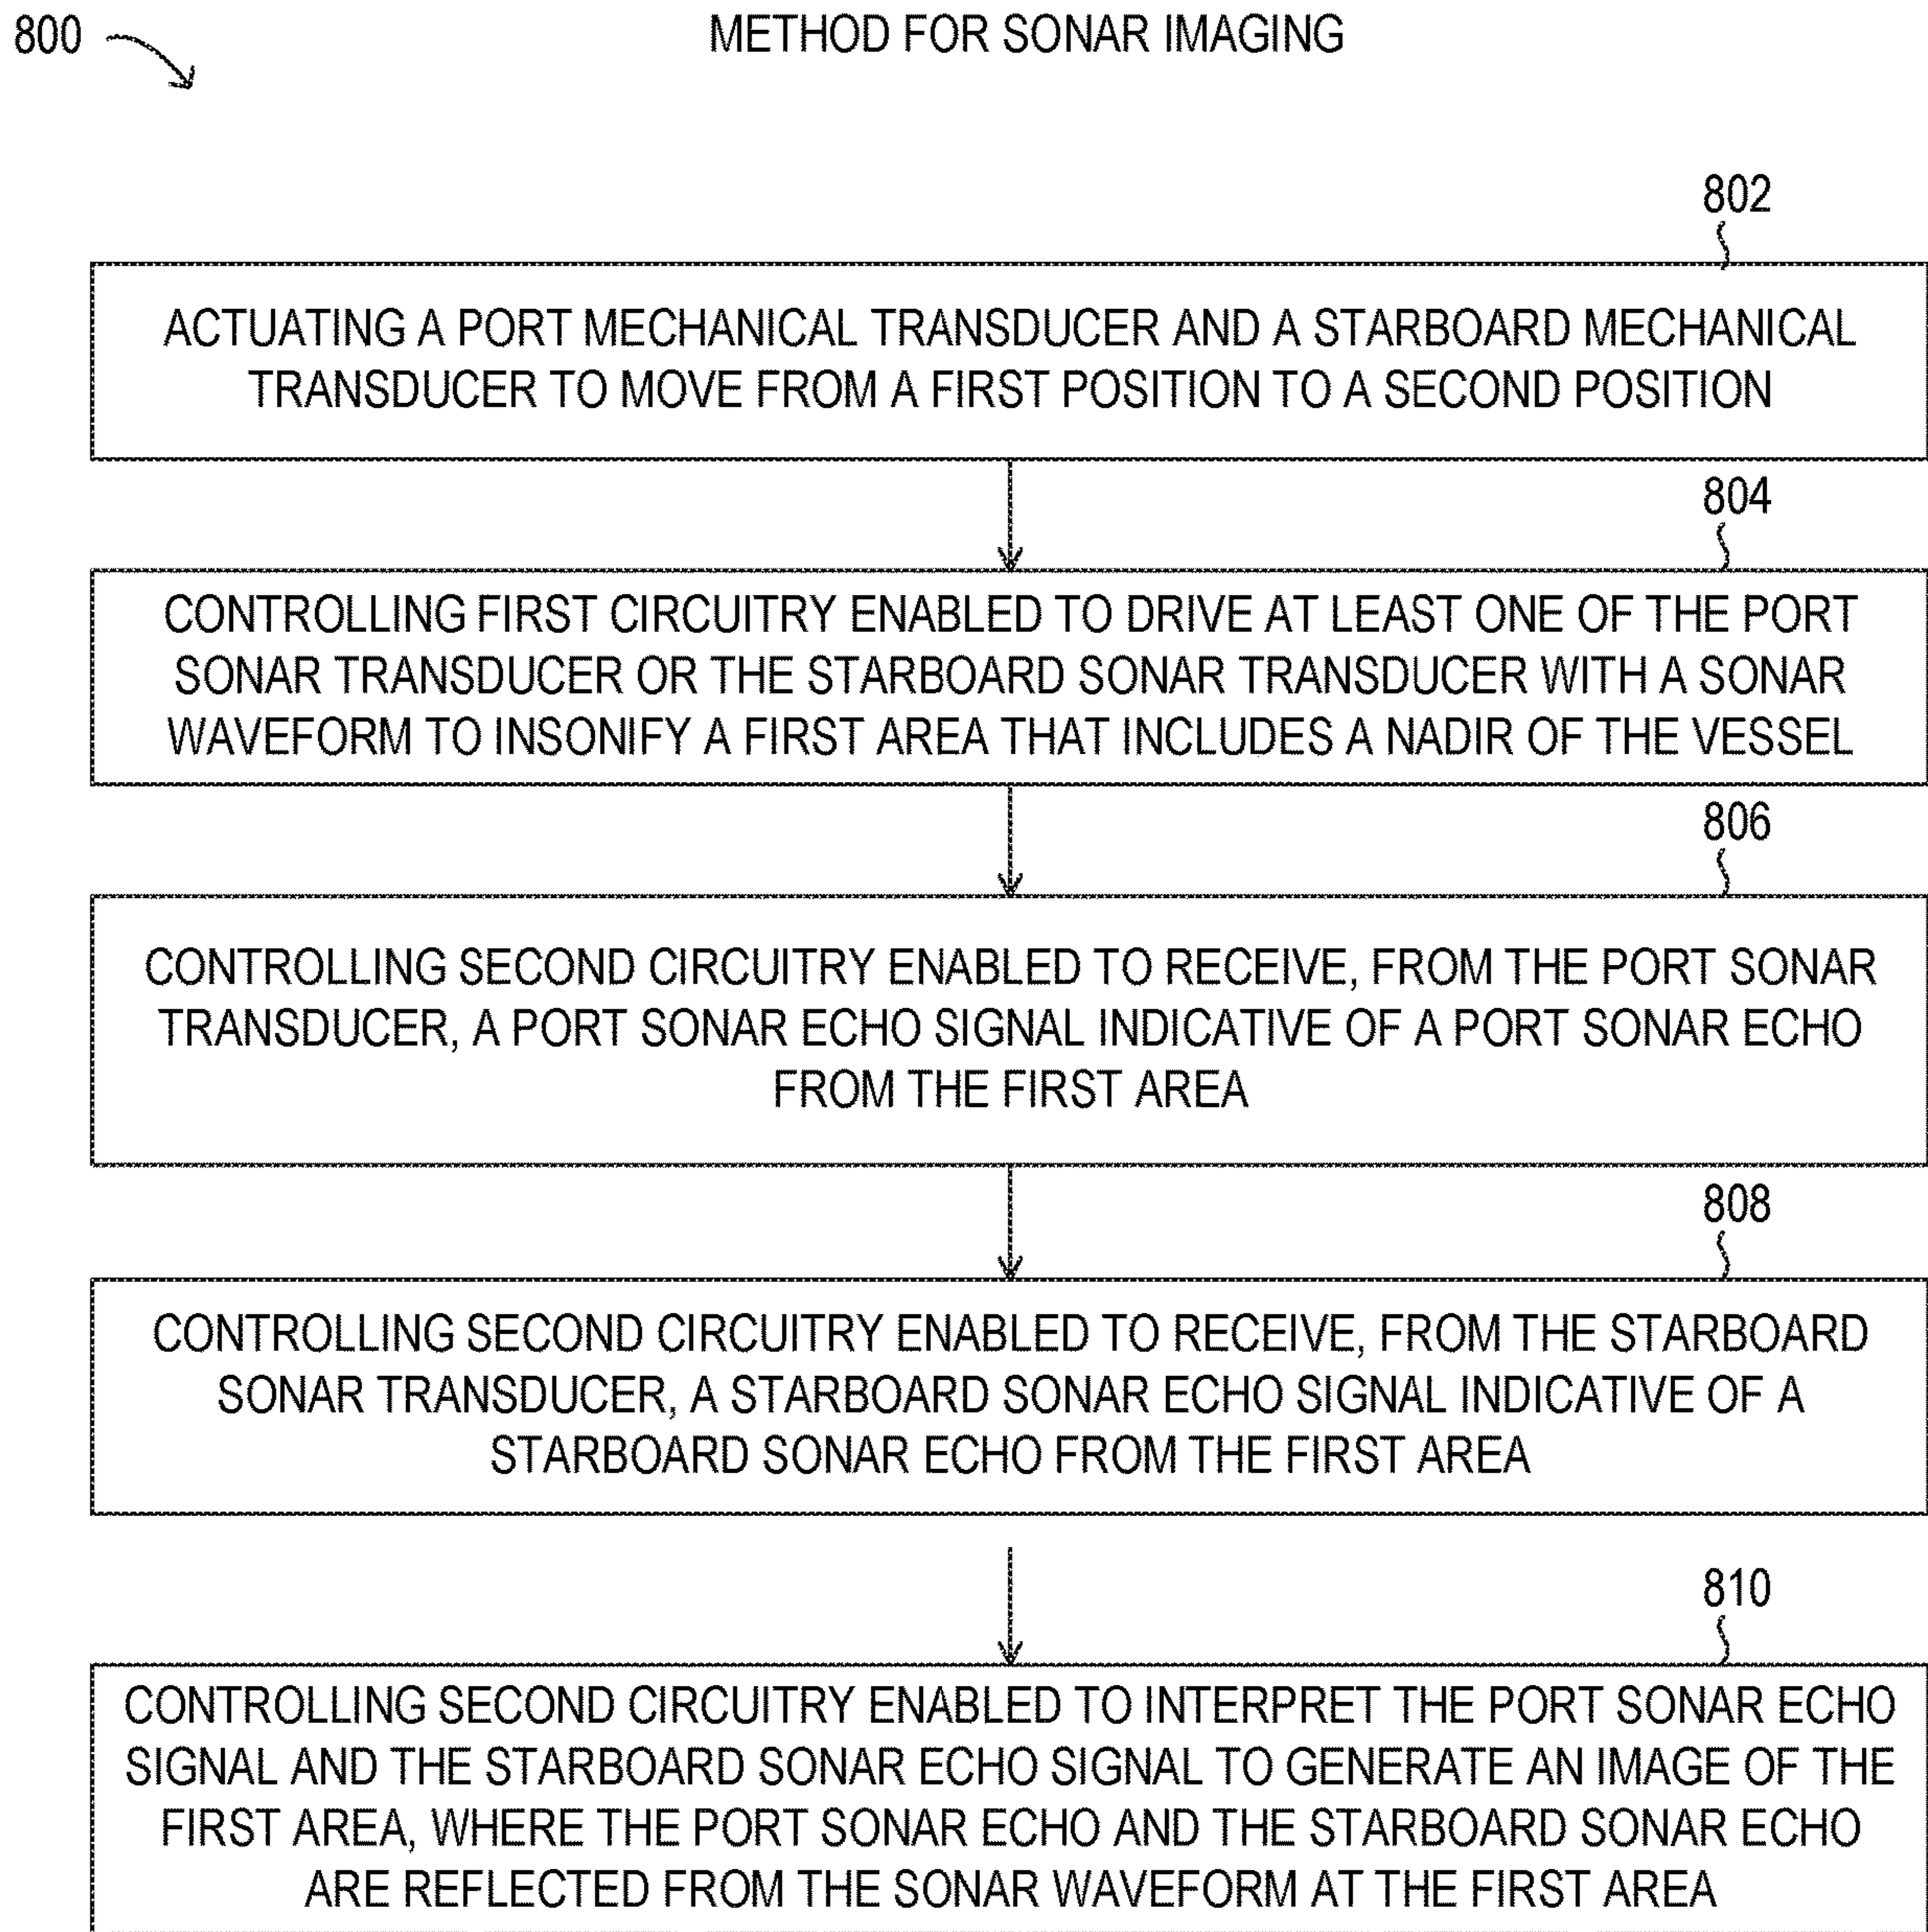 800
METHOD FOR SONAR IMAGING
802
ACTUATING A PORT MECHANICAL TRANSDUCER AND A STARBOARD MECHANICAL
TRANSDUCER TO MOVE FROM A FIRST POSITION TO A SECOND POSITION
804
CONTROLLING FIRST CIRCUITRY ENABLED TO DRIVE AT LEAST ONE OF THE PORT
SONAR TRANSDUCER OR THE STARBOARD SONAR TRANSDUCER WITH A SONAR
WAVEFORM TO INSONIFY A FIRST AREA THAT INCLUDES A NADIR OF THE VESSEL
806
CONTROLLING SECOND CIRCUITRY ENABLED TO RECEIVE, FROM THE PORT SONAR
TRANSDUCER, A PORT SONAR ECHO SIGNAL INDICATIVE OF A PORT SONAR ECHO
FROM THE FIRST AREA
808
CONTROLLING SECOND CIRCUITRY ENABLED TO RECEIVE, FROM THE STARBOARD
SONAR TRANSDUCER, A STARBOARD SONAR ECHO SIGNAL INDICATIVE OF A
STARBOARD SONAR ECHO FROM THE FIRST AREA
810
CONTROLLING SECOND CIRCUITRY ENABLED TO INTERPRET THE PORT SONAR ECHO
SIGNAL AND THE STARBOARD SONAR ECHO SIGNAL TO GENERATE AN IMAGE OF THE
FIRST AREA, WHERE THE PORT SONAR ECHO AND THE STARBOARD SONAR ECHO
ARE REFLECTED FROM THE SONAR WAVEFORM AT THE FIRST AREA